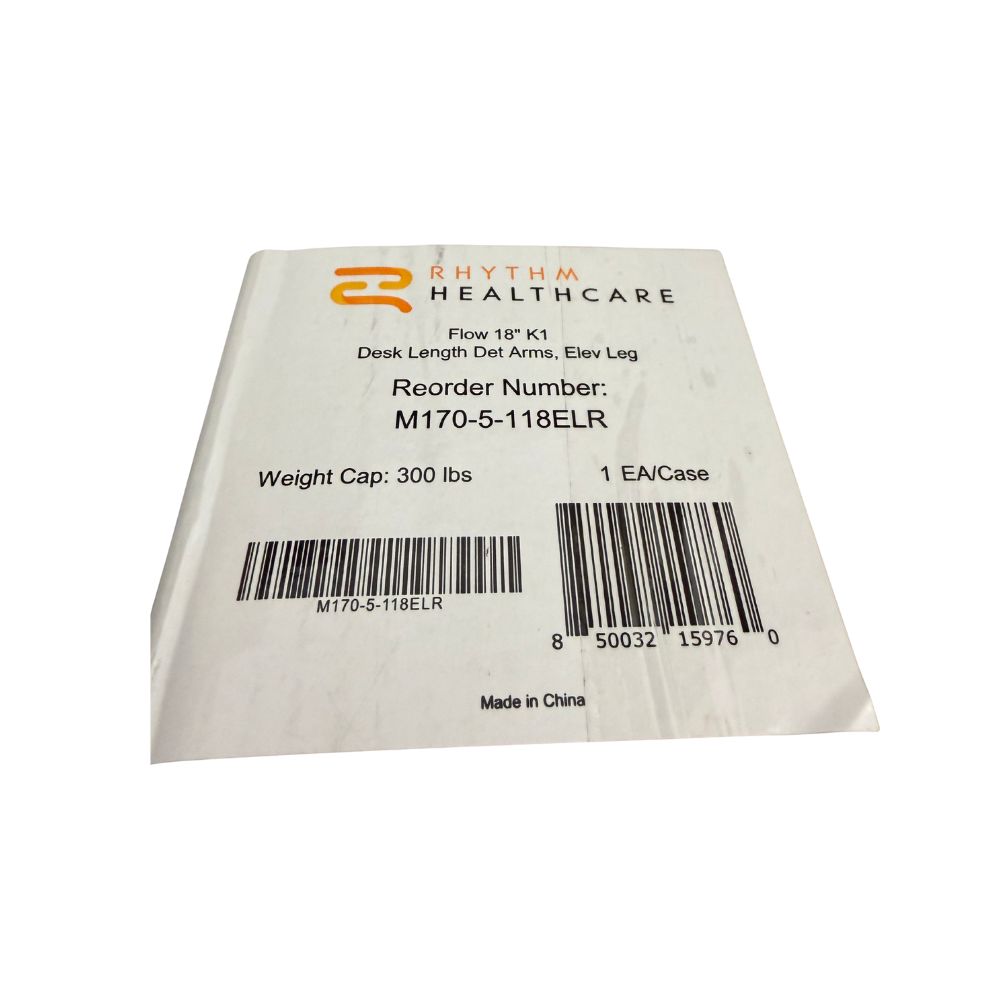 RHYTHM
HEALTHCARE
Flow 18" K1
Desk Length Det Arms, Elev Leg
Reorder Number:
M170-5-118ELR
Weight Cap: 300 lbs
1 EA/Case
M170-5-118ELR
8 50032 15976 0
Made in China